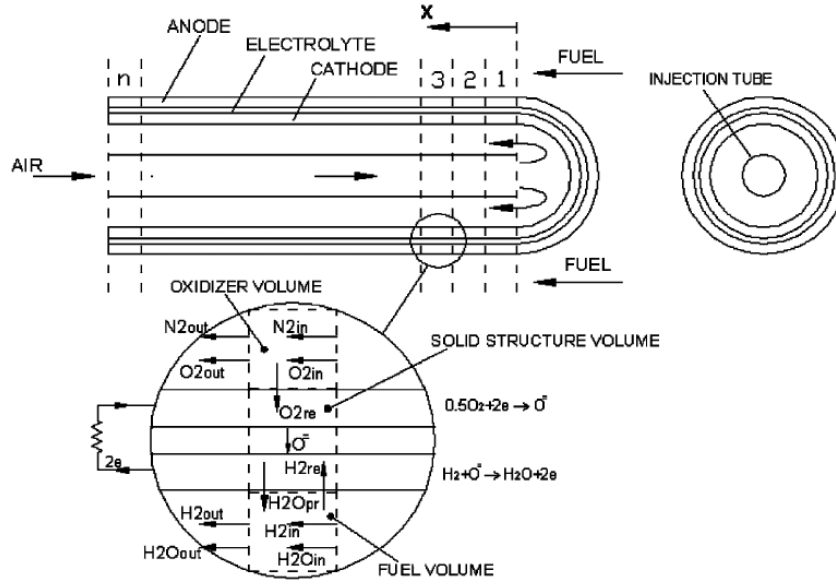 X
ANODE
ELECTROLYTE
CATHODE
FUEL
n
3 2 1
INJECTION TUBE
AIR
FUEL
OXIDIZER VOLUME
N2out
N2in
SOLID STRUCTURE VOLUME
O2out
O2in
O2re
0.5O₂+2e → O⁼
O⁼
2e
H2re
H₂+O⁼→H₂O+2e
H2Opr
H2out
H2in
H2Oout
H2Oin
FUEL VOLUME